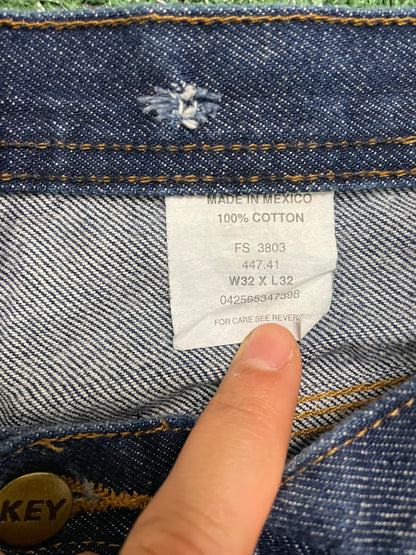 MADE IN MEXICO
100% COTTON
FS 3803
447.41
W32 X L32
042565347398
FOR CARE SEE REVERS
KEY